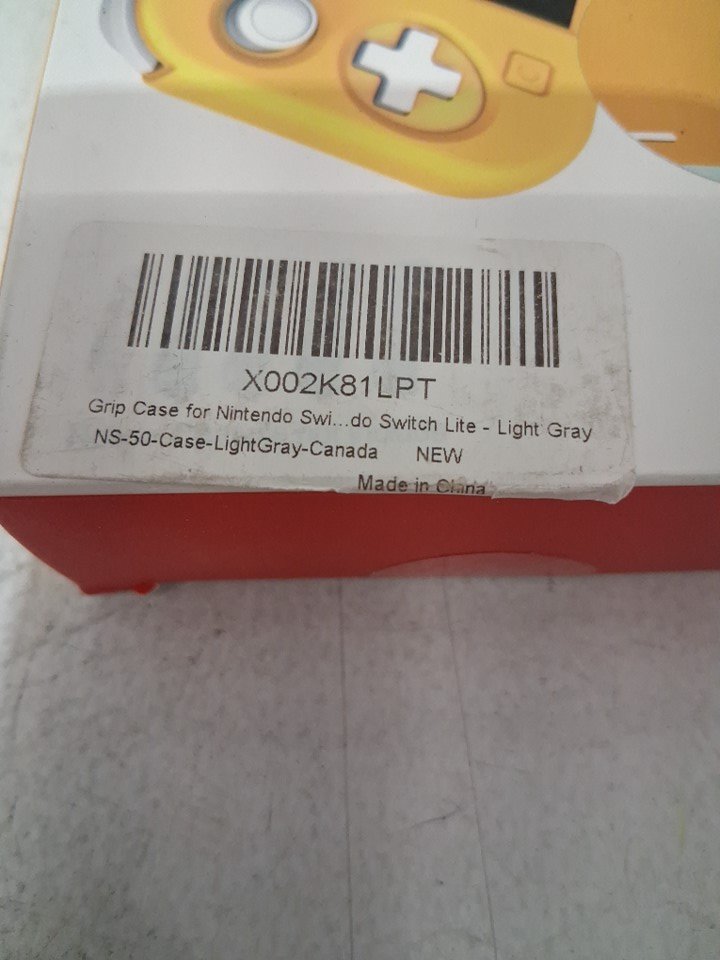 X002K81LPT
Grip Case for Nintendo Swi...do Switch Lite - Light Gray
NS-50-Case-LightGray-Canada NEW
Made in China